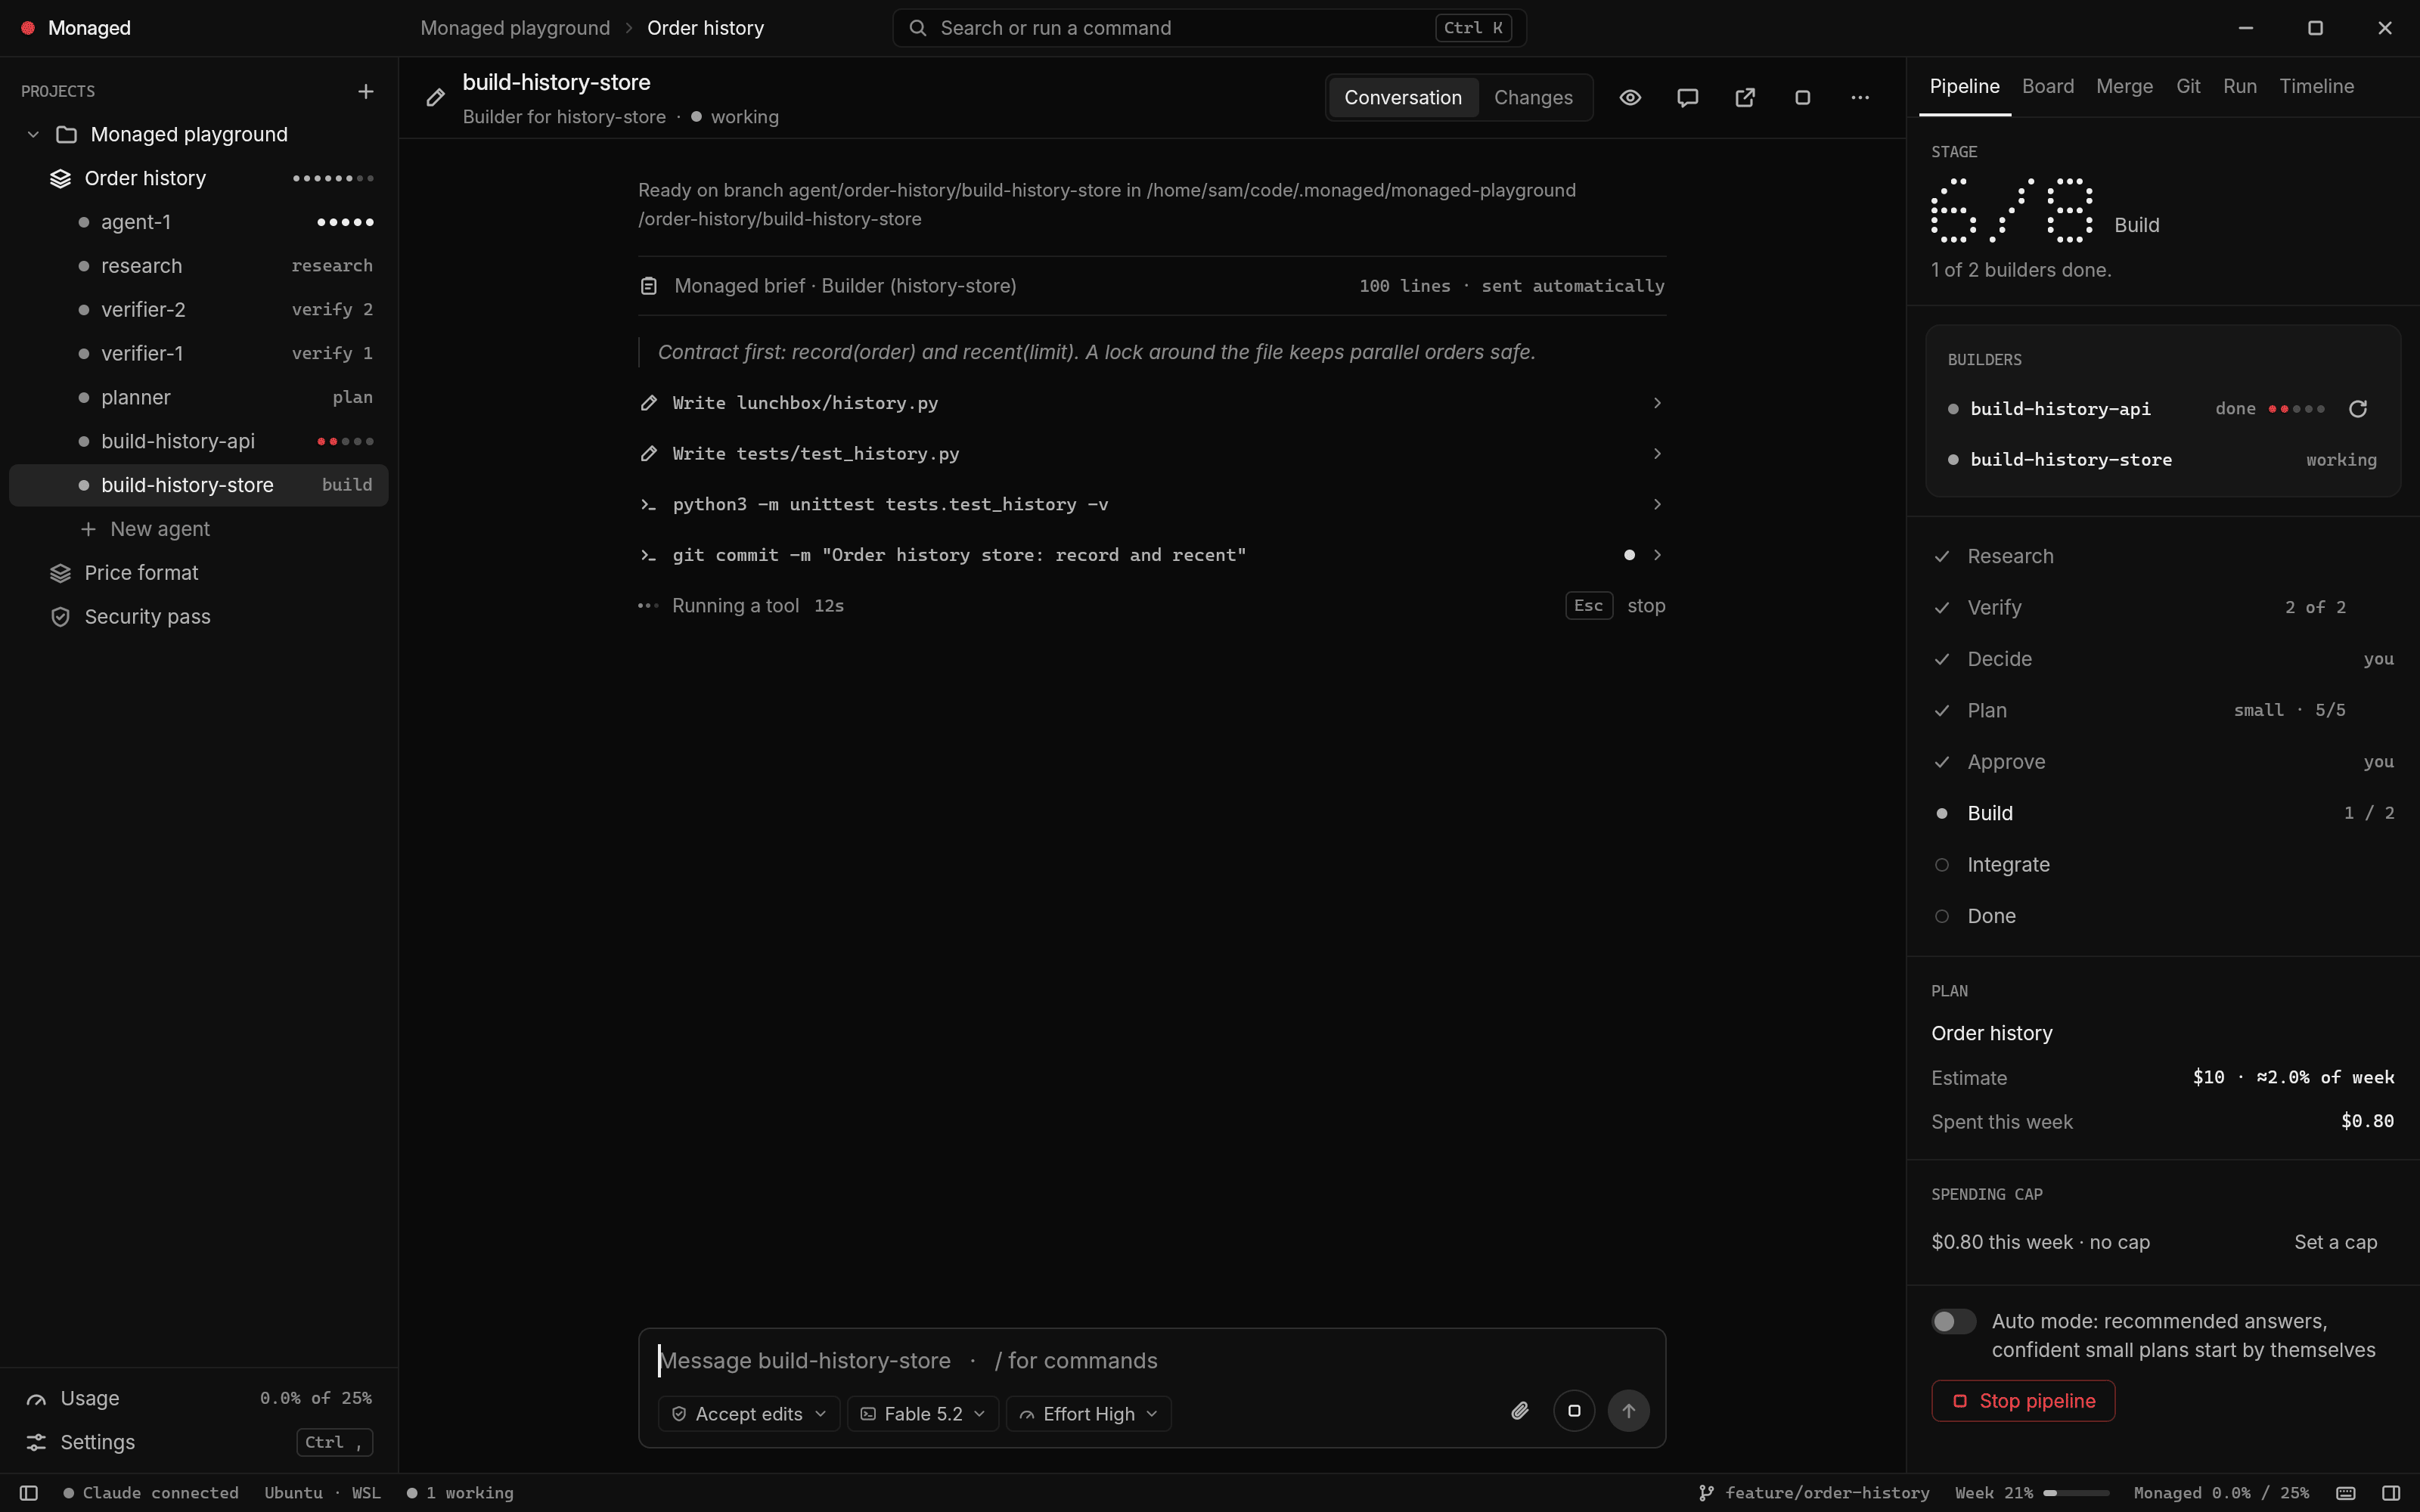 Monaged
Monaged playground > Order history
Search or run a command
Ctrl K
PROJECTS
Monaged playground
Order history
agent-1
research research
verifier-2 verify 2
verifier-1 verify 1
planner plan
build-history-api
build-history-store build
New agent
Price format
Security pass
Usage 0.0% of 25%
Settings Ctrl ,
build-history-store
Builder for history-store · working
Conversation Changes
Ready on branch agent/order-history/build-history-store in /home/sam/code/.monaged/monaged-playground
/order-history/build-history-store
Monaged brief · Builder (history-store) 100 lines · sent automatically
Contract first: record(order) and recent(limit). A lock around the file keeps parallel orders safe.
Write lunchbox/history.py
Write tests/test_history.py
python3 -m unittest tests.test_history -v
git commit -m "Order history store: record and recent"
Running a tool 12s Esc stop
Message build-history-store · / for commands
Accept edits Fable 5.2 Effort High
Pipeline Board Merge Git Run Timeline
STAGE
6/8 Build
1 of 2 builders done.
BUILDERS
build-history-api done
build-history-store working
Research
Verify 2 of 2
Decide you
Plan small · 5/5
Approve you
Build 1 / 2
Integrate
Done
PLAN
Order history
Estimate $10 · ≈2.0% of week
Spent this week $0.80
SPENDING CAP
$0.80 this week · no cap Set a cap
Auto mode: recommended answers,
confident small plans start by themselves
Stop pipeline
Claude connected Ubuntu · WSL 1 working
feature/order-history Week 21% Monaged 0.0% / 25%